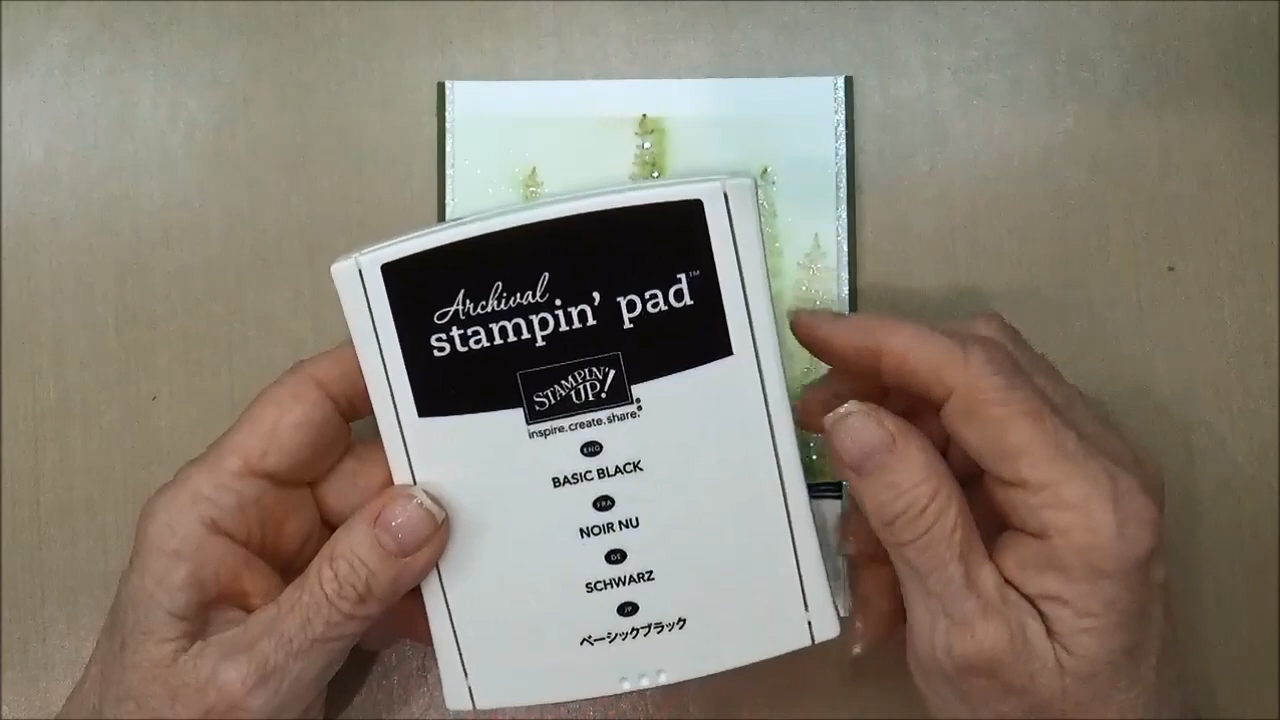 Archival
stampin' pad™
STAMPIN' UP!
inspire.create.share.
ENG
BASIC BLACK
FRA
NOIR NU
DE
SCHWARZ
JP
ベーシックブラック